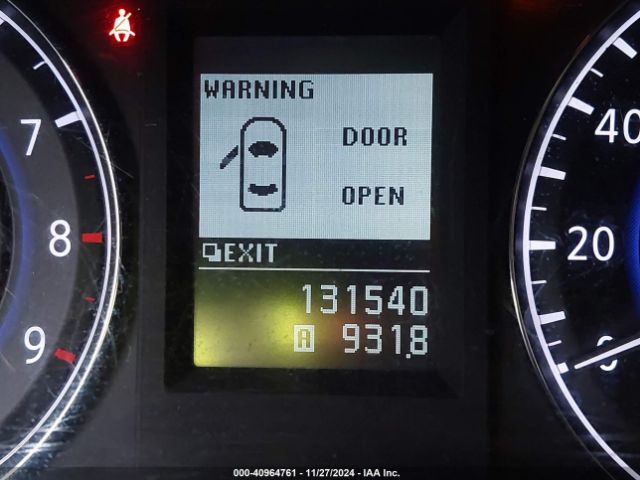 WARNING
DOOR
OPEN
EXIT
131540
A 931.8
7
8
9
40
20
0
000-40964761 - 11/27/2024 - IAA Inc.